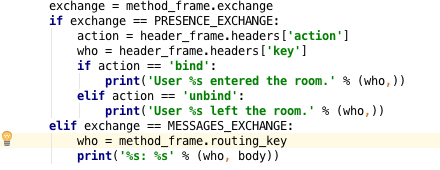 exchange = method_frame.exchange
if exchange == PRESENCE_EXCHANGE:
    action = header_frame.headers['action']
    who = header_frame.headers['key']
    if action == 'bind':
        print('User %s entered the room.' % (who,))
    elif action == 'unbind':
        print('User %s left the room.' % (who,))
elif exchange == MESSAGES_EXCHANGE:
    who = method_frame.routing_key
    print('%s: %s' % (who, body))